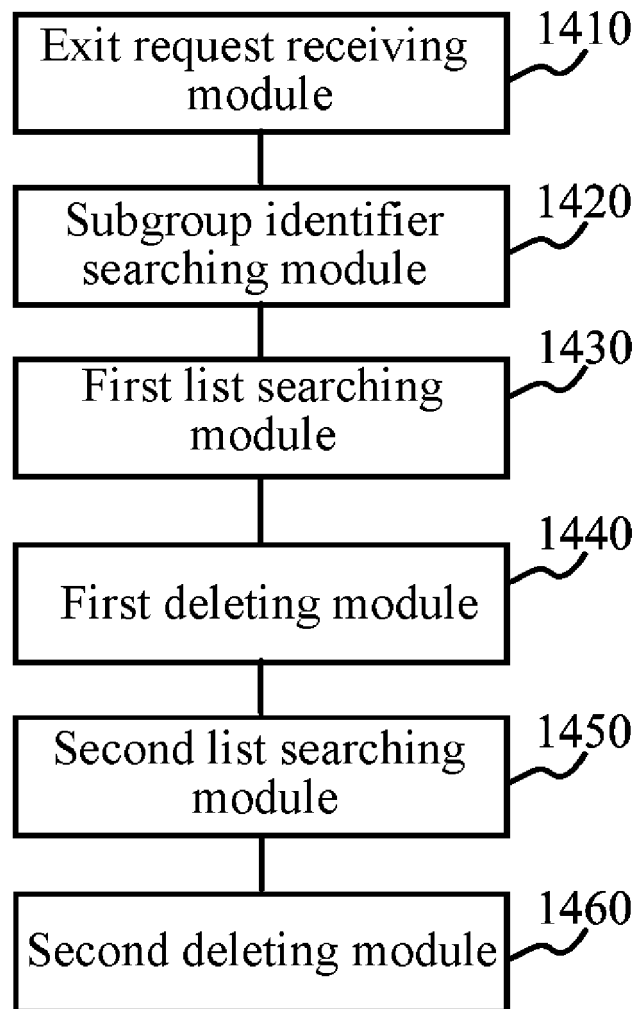 1410
Exit request receiving
module
1420
Subgroup identifier
searching module
1430
First list searching
module
1440
First deleting module
1450
Second list searching
module
1460
Second deleting module